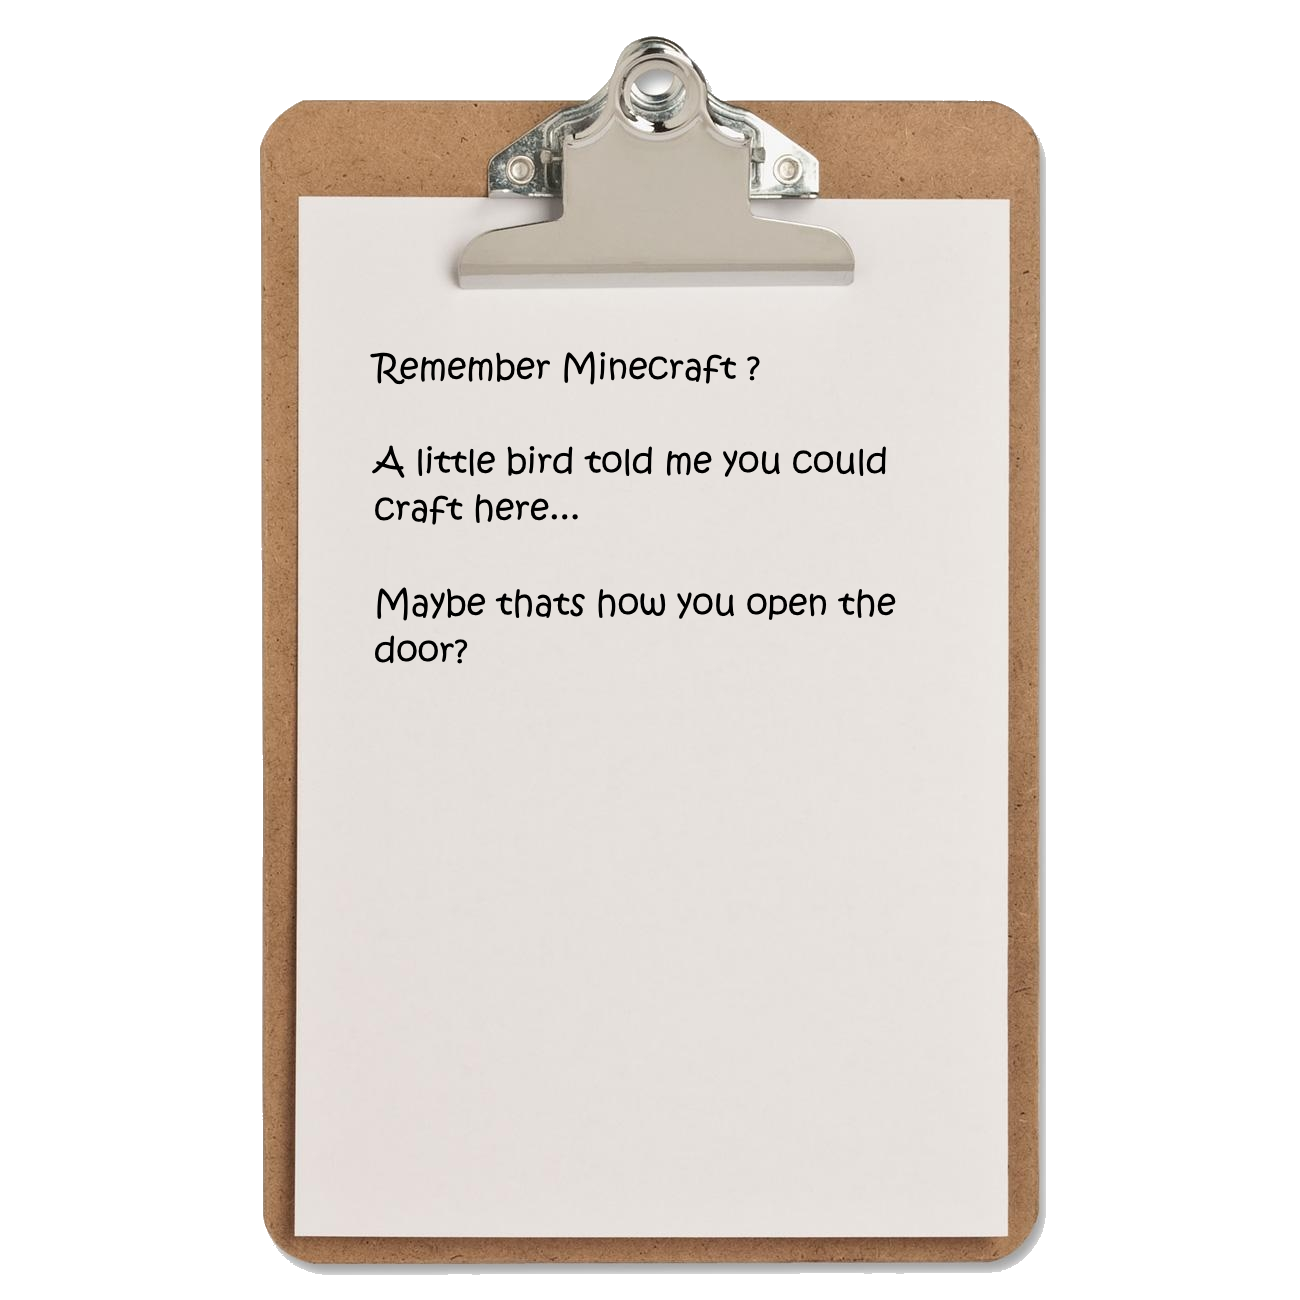 Remember Minecraft ?
A little bird told me you could
craft here...
Maybe thats how you open the
door?